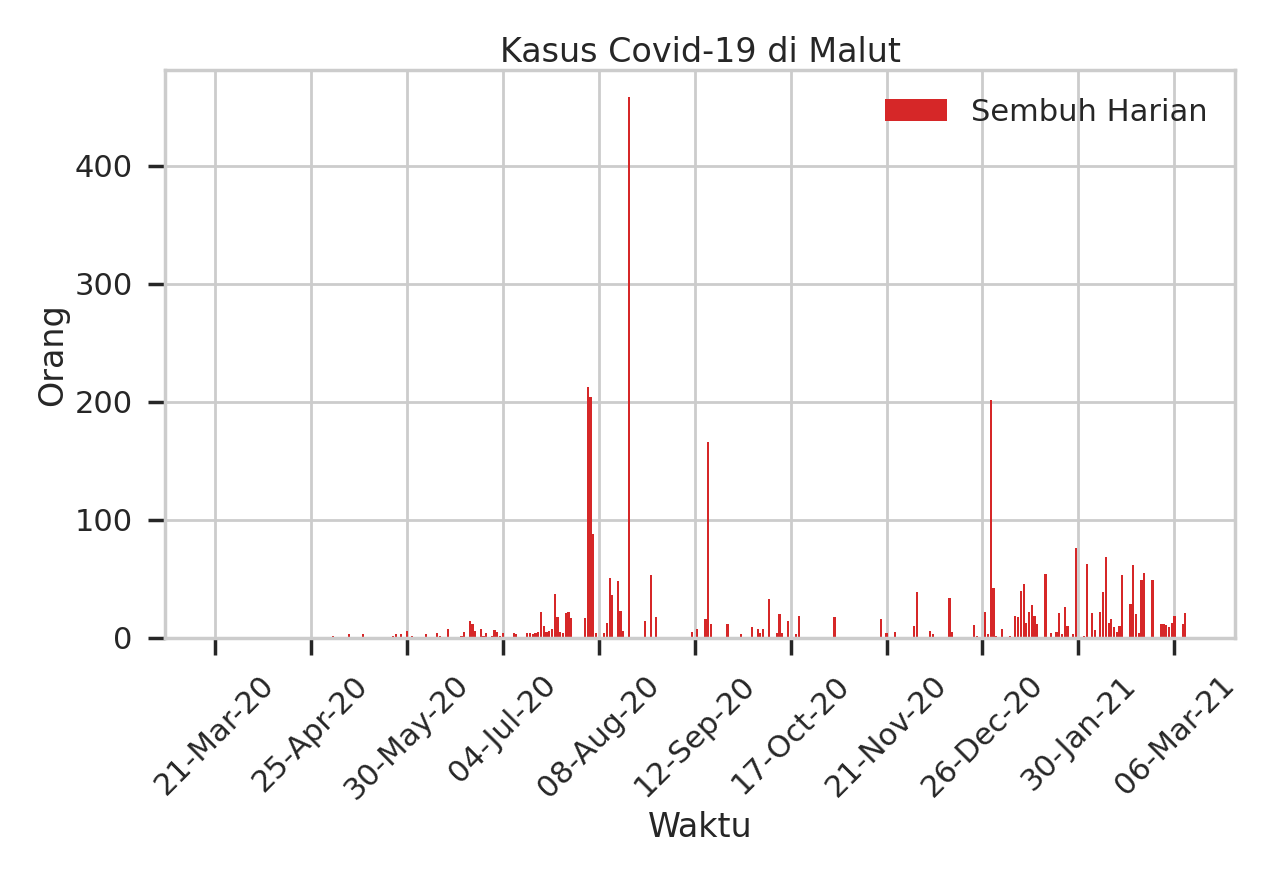 Kasus Covid-19 di Malut
Sembuh Harian
Orang
400
300
200
100
0
21-Mar-20
25-Apr-20
30-May-20
04-Jul-20
08-Aug-20
12-Sep-20
17-Oct-20
21-Nov-20
26-Dec-20
30-Jan-21
06-Mar-21
Waktu